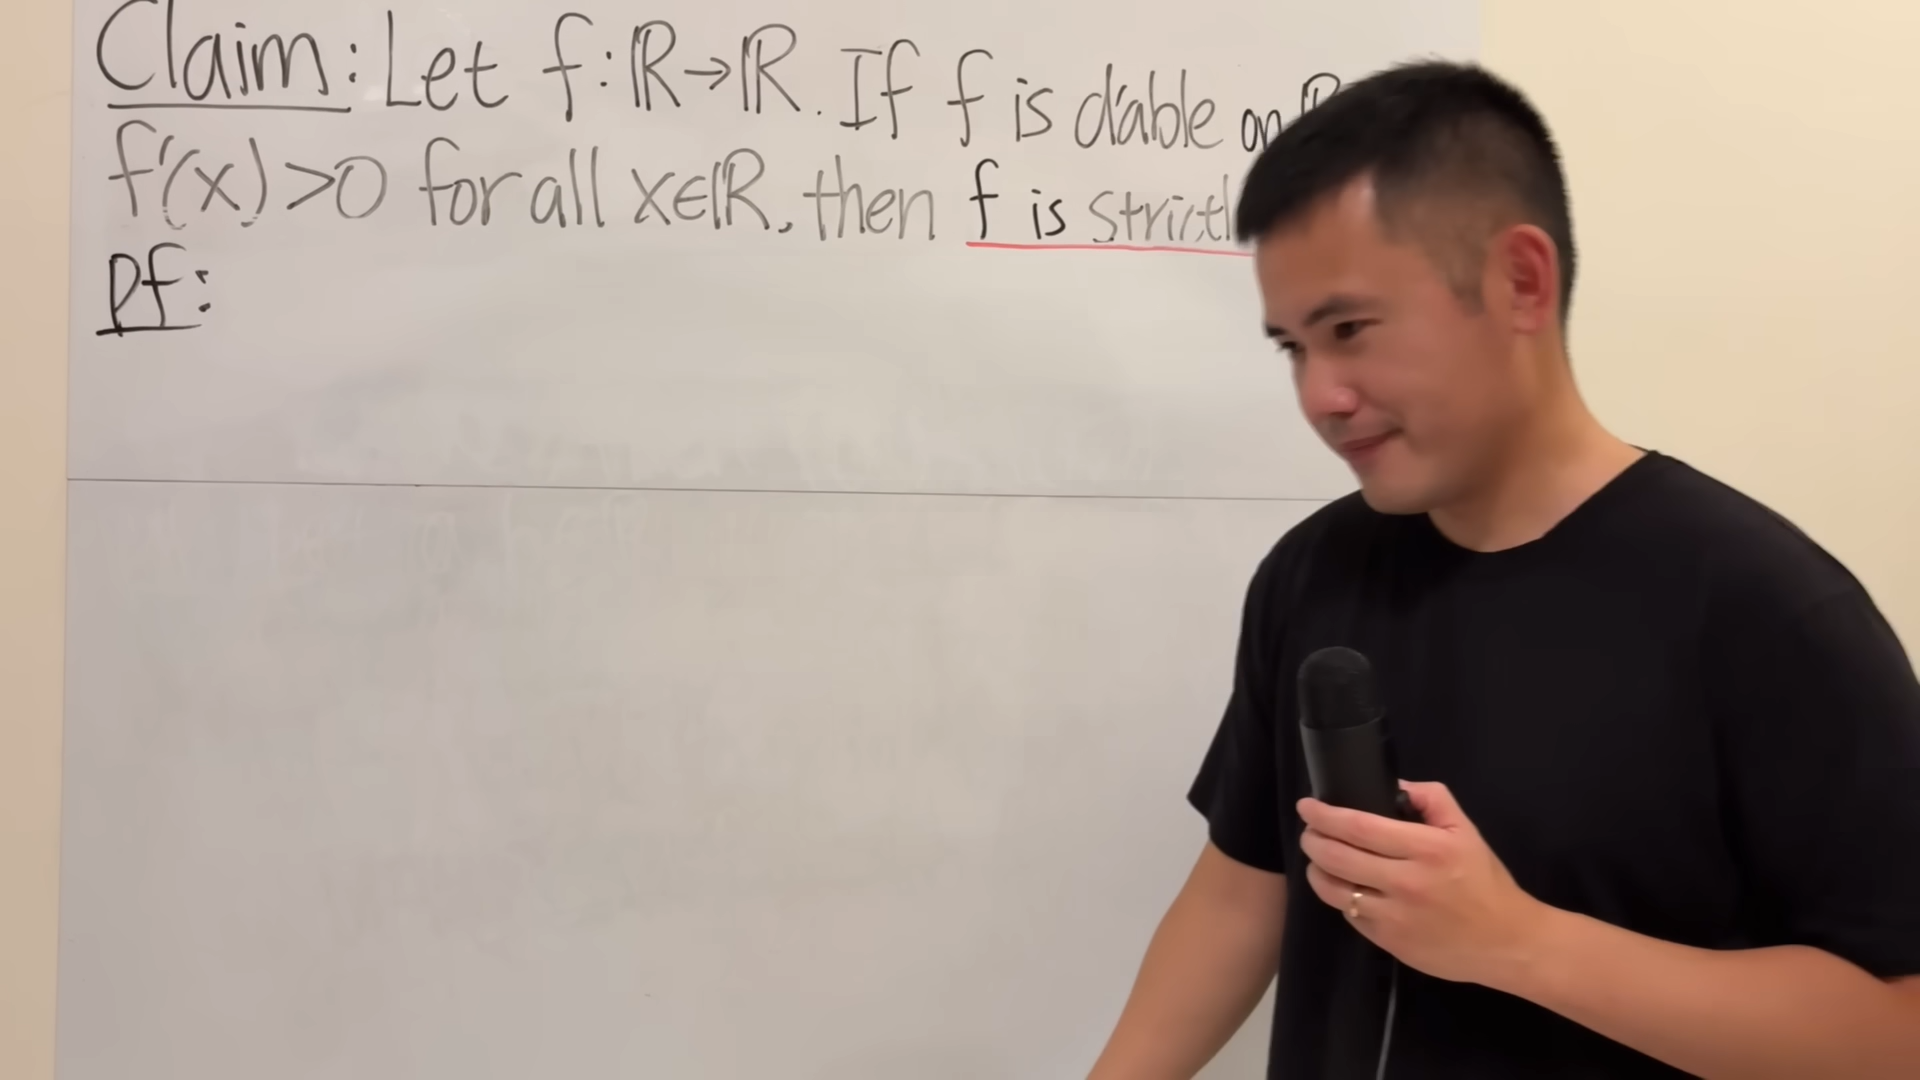 Claim: Let f:ℝ→ℝ. If f is d'able on
f'(x)>0 for all x∈ℝ, then f is strictl
pf: